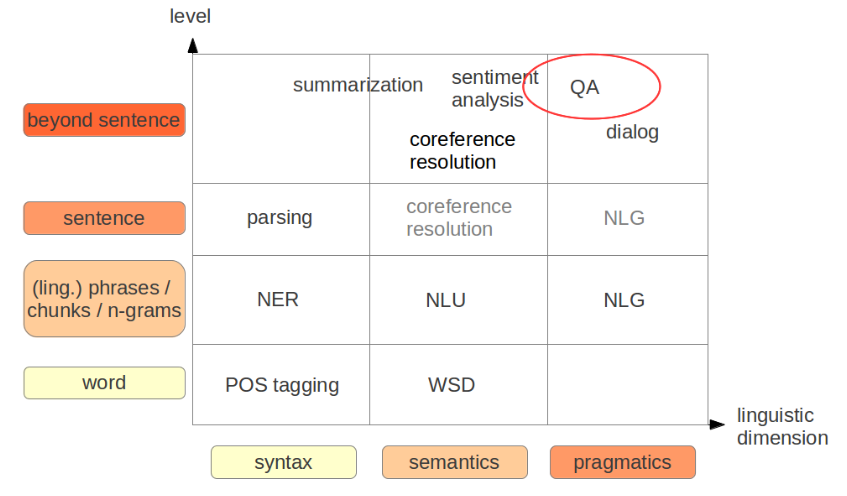 level
summarization
sentiment
analysis
QA
beyond sentence
dialog
coreference
resolution
sentence
parsing
coreference
resolution
NLG
(ling.) phrases /
chunks / n-grams
NER
NLU
NLG
word
POS tagging
WSD
linguistic
dimension
syntax
semantics
pragmatics